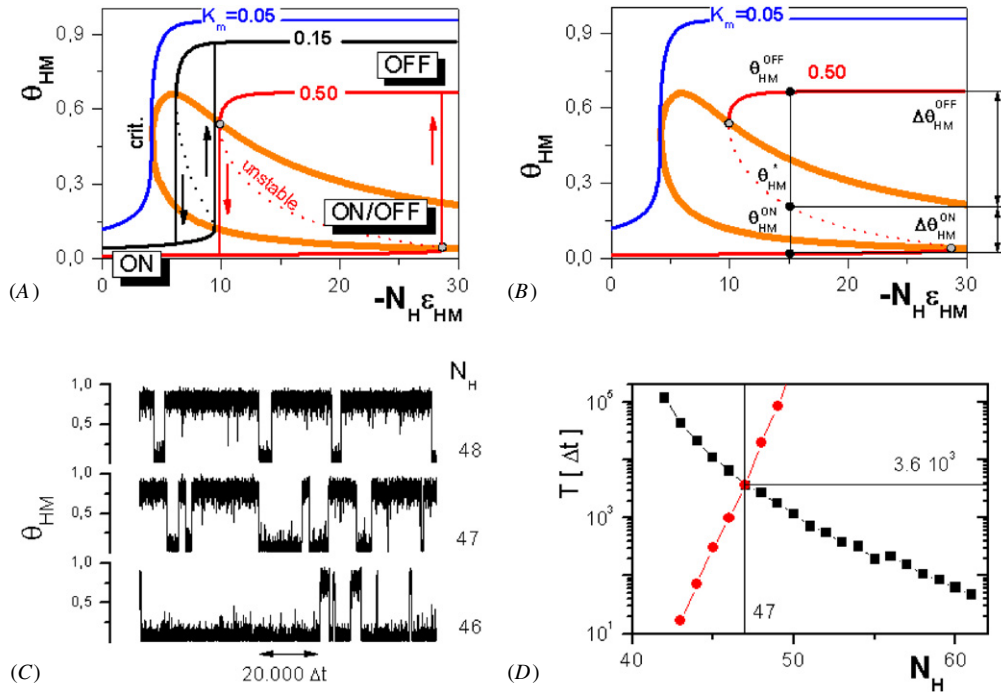 K_m=0.05
0.15
OFF
0.50
crit.
unstable
ON/OFF
ON
θ_HM
0,9
0,6
0,3
0,0
0 10 20 30
-N_Hε_HM
(A)
K_m=0.05
0.50
θ_HM^OFF
Δθ_HM^OFF
θ_HM^*
θ_HM^ON
Δθ_HM^ON
θ_HM
0,9
0,6
0,3
0,0
0 10 20 30
-N_Hε_HM
(B)
N_H
1,0
0,5
48
1,0
0,5
47
1,0
0,5
46
θ_HM
20.000 Δt
(C)
T [ Δt ]
10^5
10^3
10^1
3.6 10^3
47
40 50 60
N_H
(D)